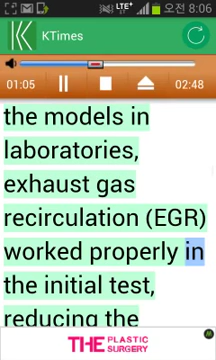 LTE 오전 8:06
KTimes
01:05
02:48
the models in
laboratories,
exhaust gas
recirculation (EGR)
worked properly in
the initial test,
reducing the
THE PLASTIC
SURGERY